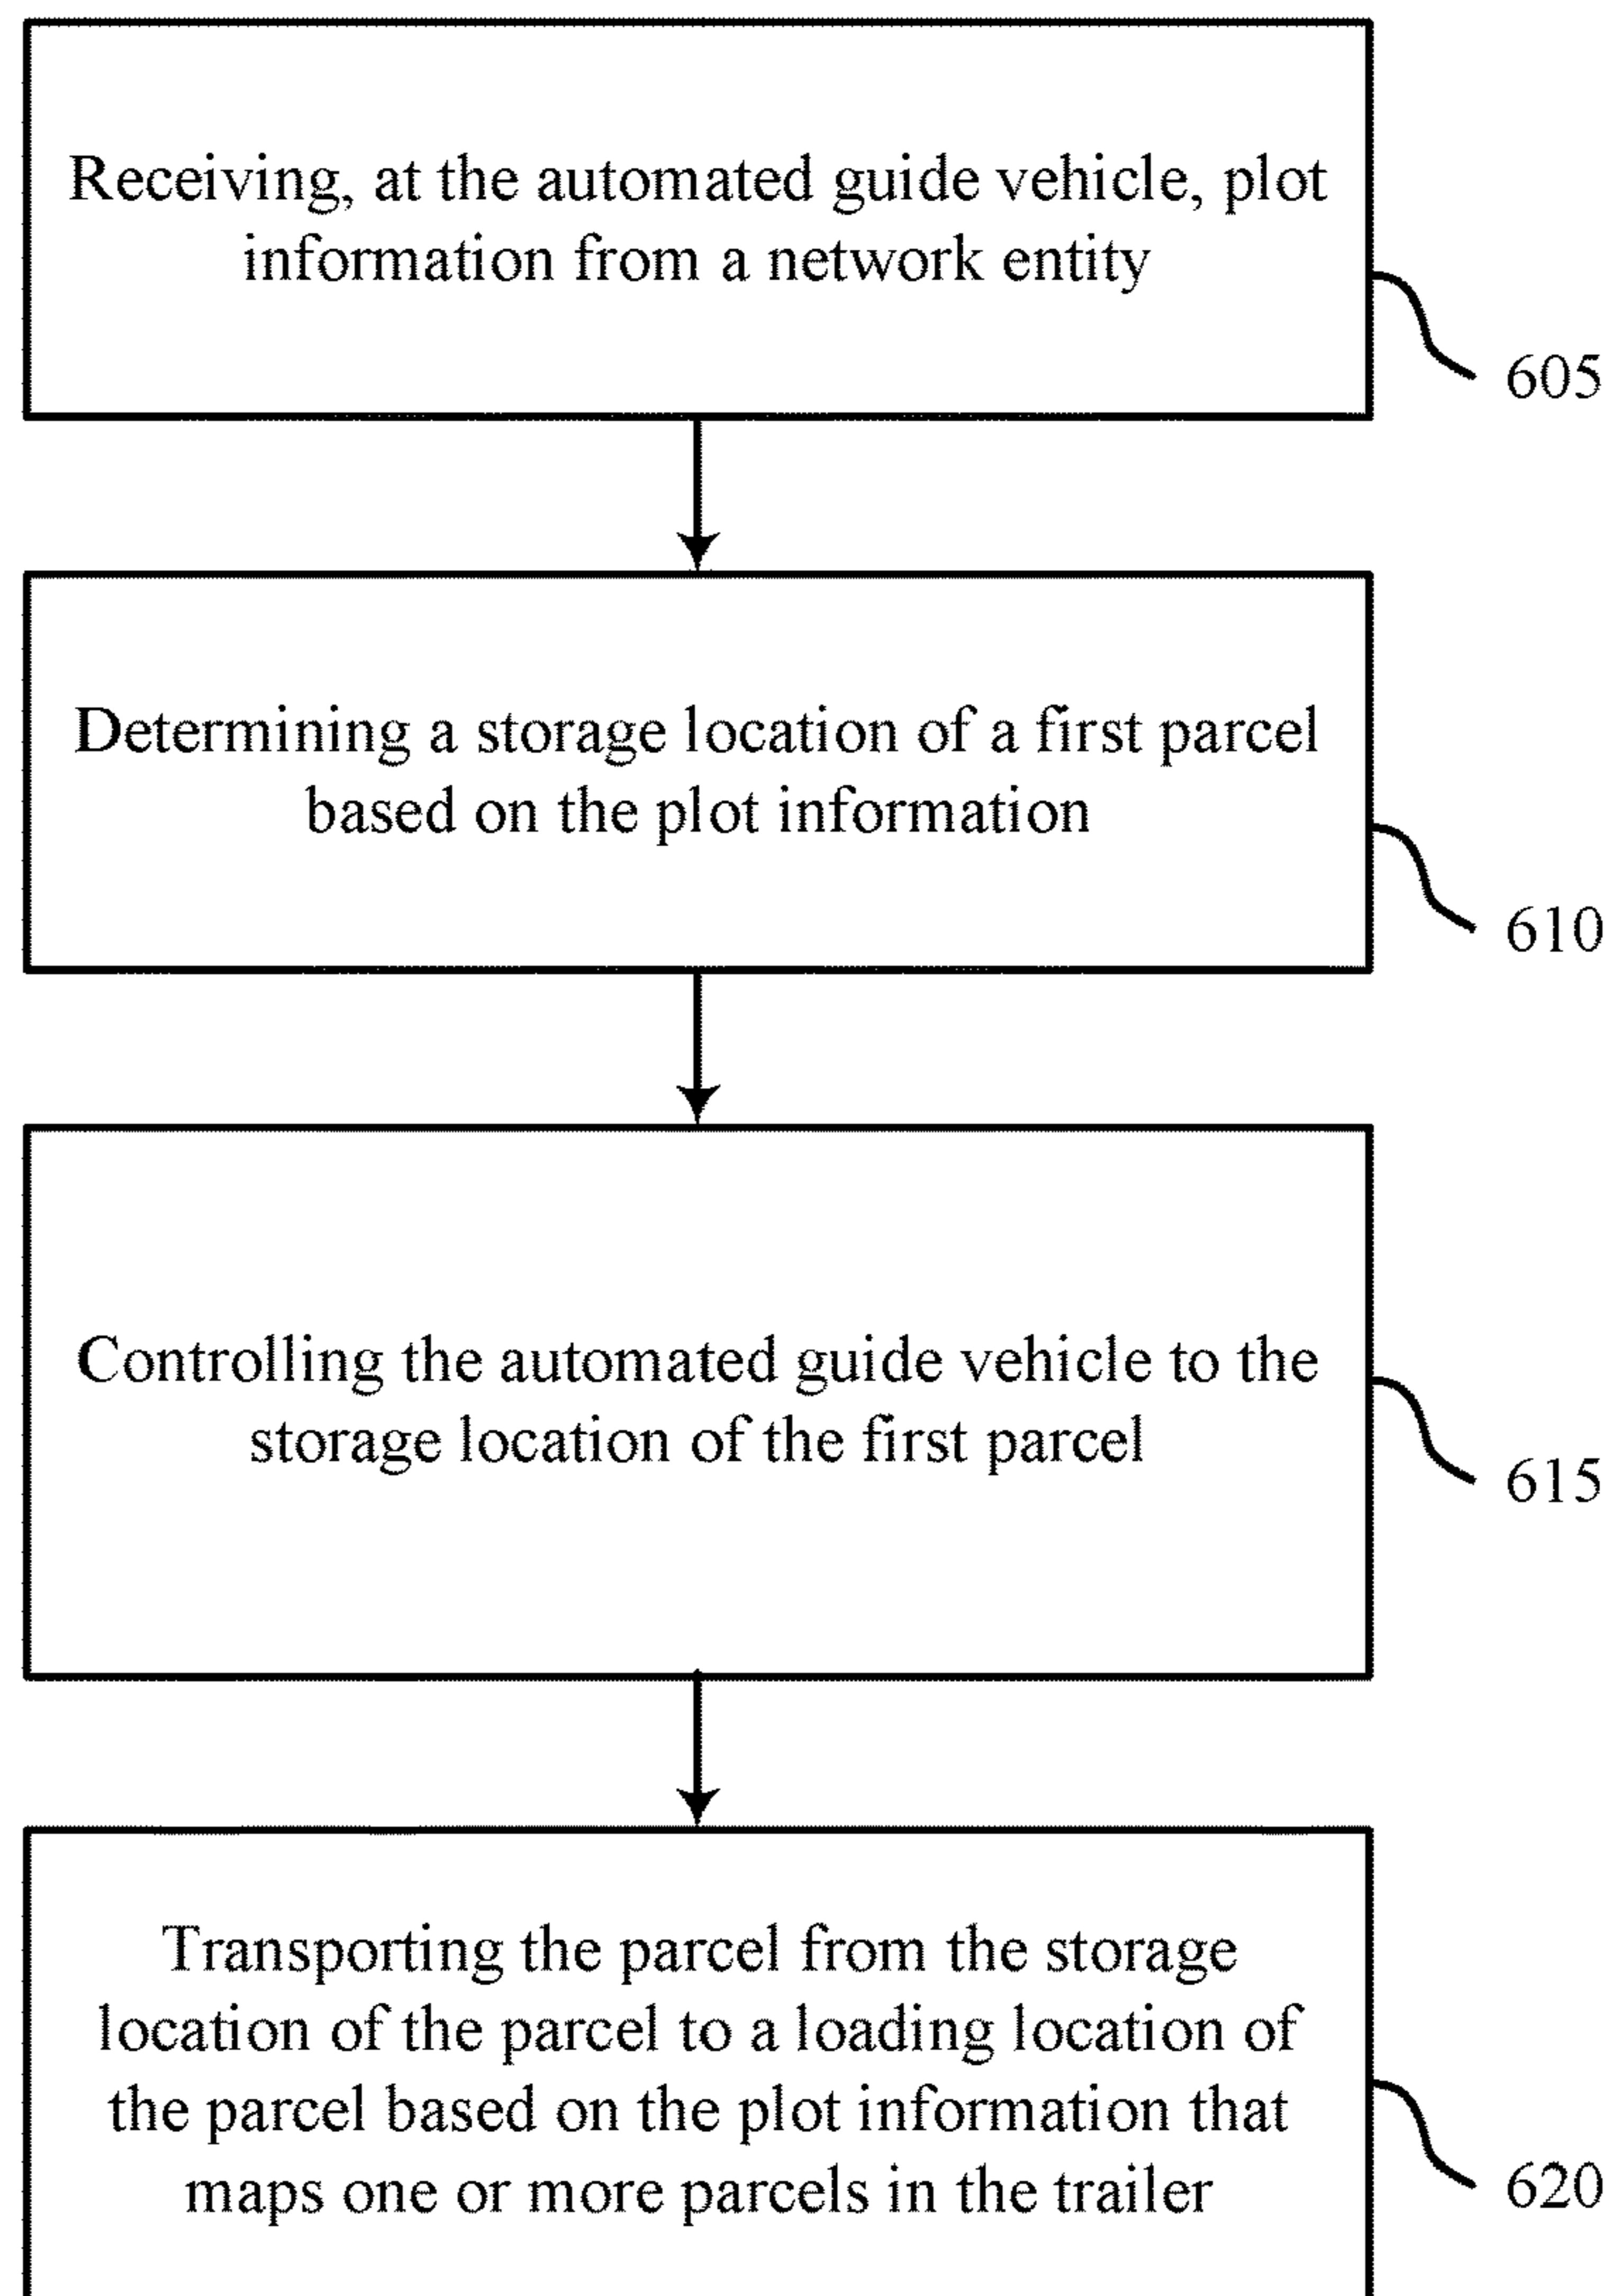 Receiving, at the automated guide vehicle, plot
information from a network entity
605
Determining a storage location of a first parcel
based on the plot information
610
Controlling the automated guide vehicle to the
storage location of the first parcel
615
Transporting the parcel from the storage
location of the parcel to a loading location of
the parcel based on the plot information that
maps one or more parcels in the trailer
620